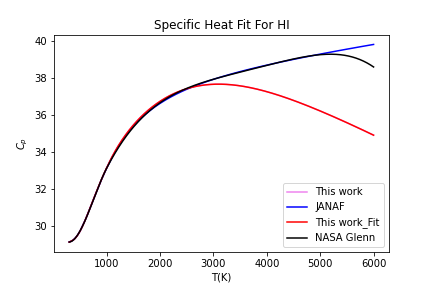 Specific Heat Fit For HI
40
38
36
34
32
30
C_p
This work
JANAF
This work_Fit
NASA Glenn
1000 2000 3000 4000 5000 6000
T(K)